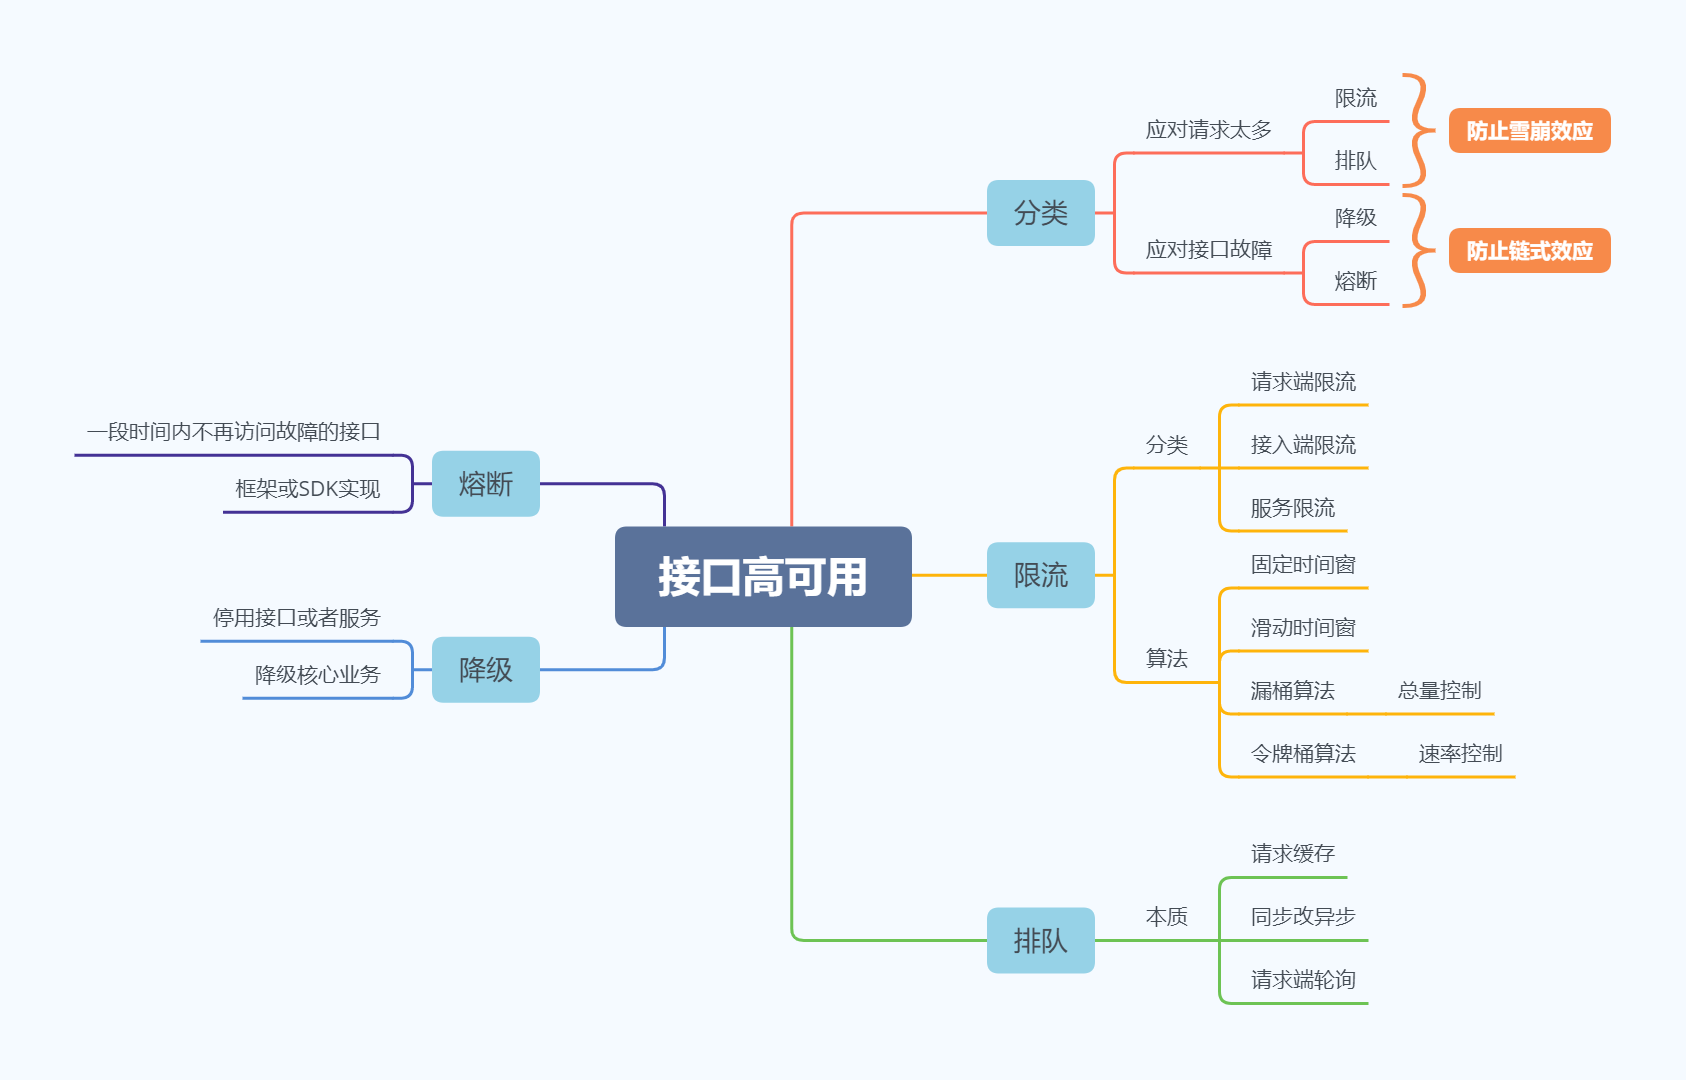 接口高可用
分类
应对请求太多
限流
排队
防止雪崩效应
应对接口故障
降级
熔断
防止链式效应
限流
分类
请求端限流
接入端限流
服务限流
算法
固定时间窗
滑动时间窗
漏桶算法
总量控制
令牌桶算法
速率控制
排队
本质
请求缓存
同步改异步
请求端轮询
熔断
一段时间内不再访问故障的接口
框架或SDK实现
降级
停用接口或者服务
降级核心业务